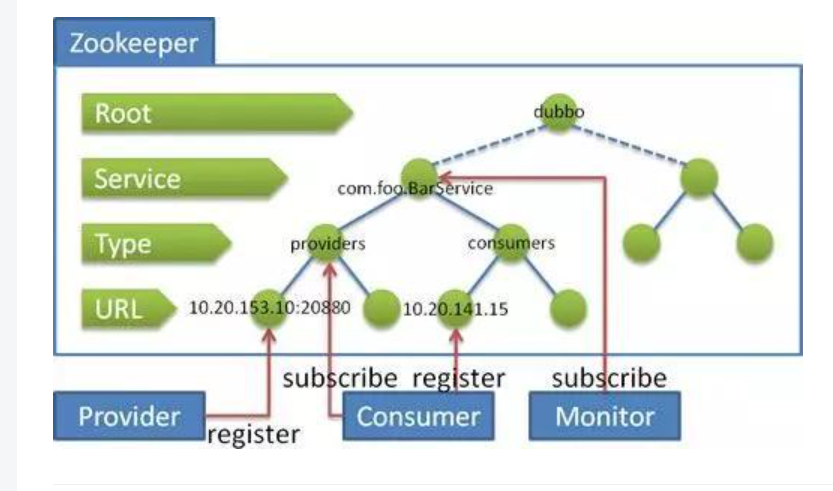 Zookeeper
Root
dubbo
Service
com.foo.BarService
Type
providers
consumers
URL
10.20.153.10:20880
10.20.141.15
subscribe
register
subscribe
Provider
register
Consumer
Monitor